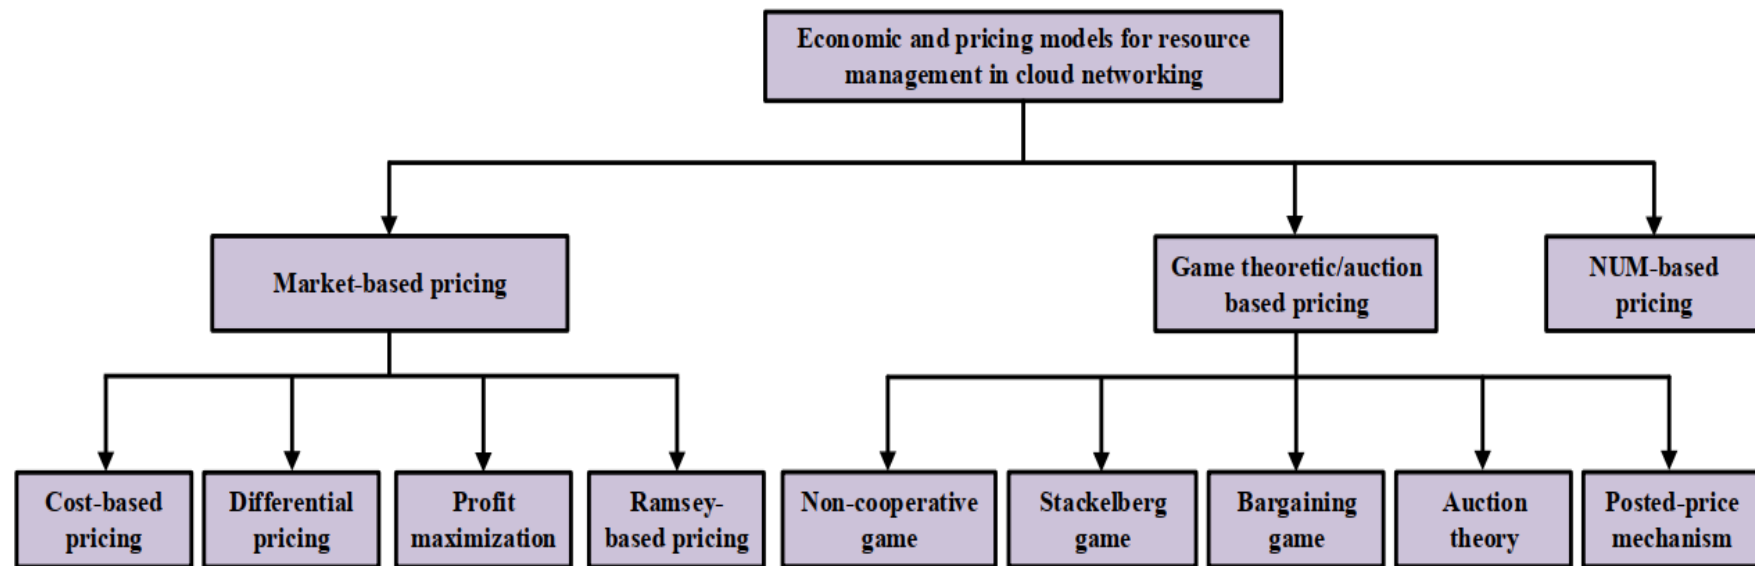 Economic and pricing models for resource
management in cloud networking
Market-based pricing
Game theoretic/auction
based pricing
NUM-based
pricing
Cost-based
pricing
Differential
pricing
Profit
maximization
Ramsey-
based pricing
Non-cooperative
game
Stackelberg
game
Bargaining
game
Auction
theory
Posted-price
mechanism